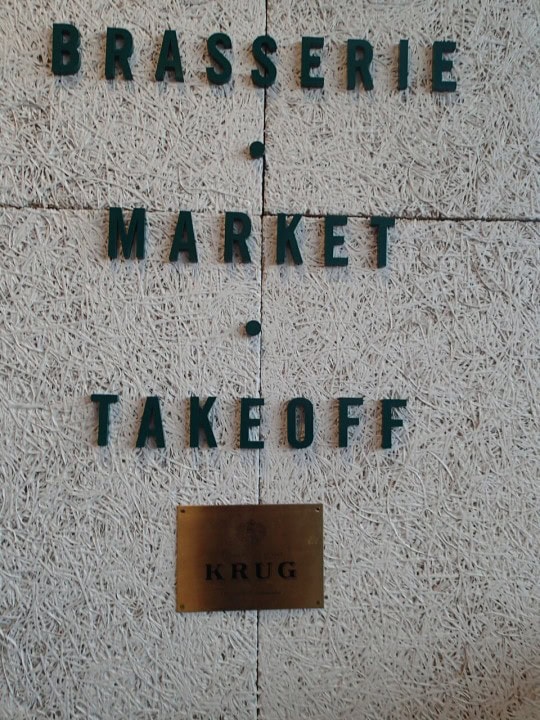 BRASSERIE
•
MARKET
•
TAKEOFF
KRUG